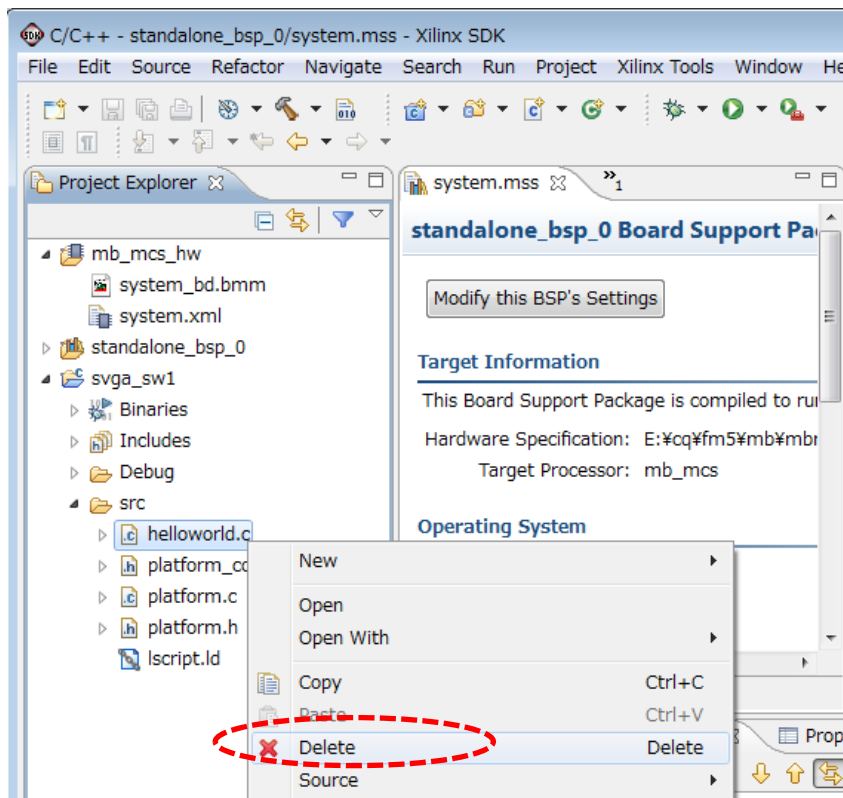 C/C++ - standalone_bsp_0/system.mss - Xilinx SDK
File Edit Source Refactor Navigate Search Run Project Xilinx Tools Window He
Project Explorer
system.mss
»1
mb_mcs_hw
system_bd.bmm
system.xml
standalone_bsp_0
svga_sw1
Binaries
Includes
Debug
src
helloworld.c
platform_co
platform.c
platform.h
lscript.ld
standalone_bsp_0 Board Support Pa
Modify this BSP's Settings
Target Information
This Board Support Package is compiled to ru
Hardware Specification: E:¥cq¥fm5¥mb¥mb
Target Processor: mb_mcs
Operating System
New
Open
Open With
Copy Ctrl+C
Paste Ctrl+V
Delete Delete
Source
Prop